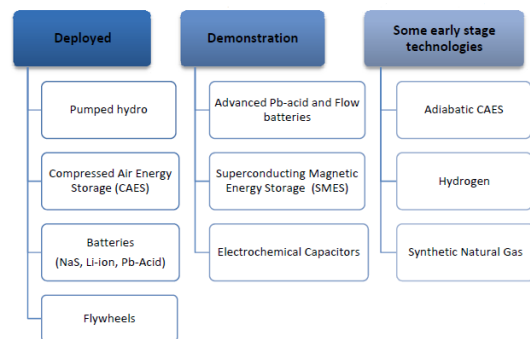 Deployed
Pumped hydro
Compressed Air Energy
Storage (CAES)
Batteries
(NaS, Li-ion, Pb-Acid)
Flywheels
Demonstration
Advanced Pb-acid and Flow
batteries
Superconducting Magnetic
Energy Storage (SMES)
Electrochemical Capacitors
Some early stage
technologies
Adiabatic CAES
Hydrogen
Synthetic Natural Gas